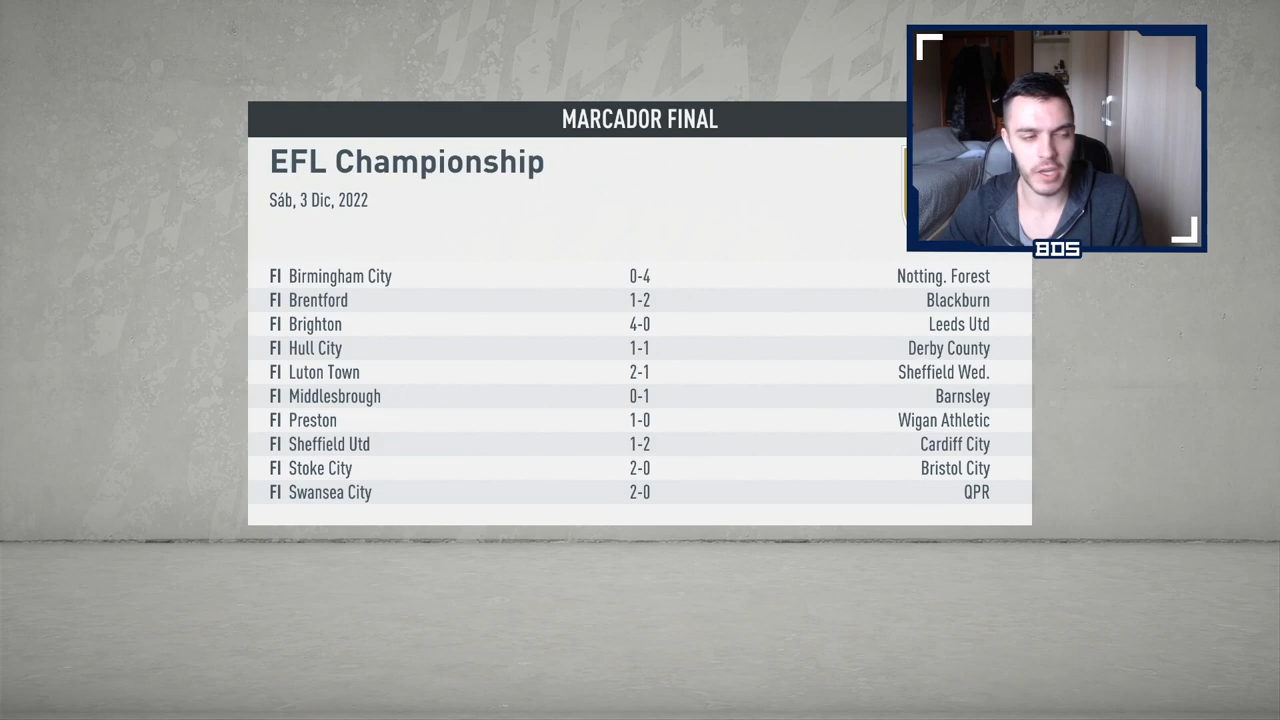 MARCADOR FINAL
EFL Championship
Sáb, 3 Dic, 2022
BDS
FI Birmingham City 0-4 Notting. Forest
FI Brentford 1-2 Blackburn
FI Brighton 4-0 Leeds Utd
FI Hull City 1-1 Derby County
FI Luton Town 2-1 Sheffield Wed.
FI Middlesbrough 0-1 Barnsley
FI Preston 1-0 Wigan Athletic
FI Sheffield Utd 1-2 Cardiff City
FI Stoke City 2-0 Bristol City
FI Swansea City 2-0 QPR